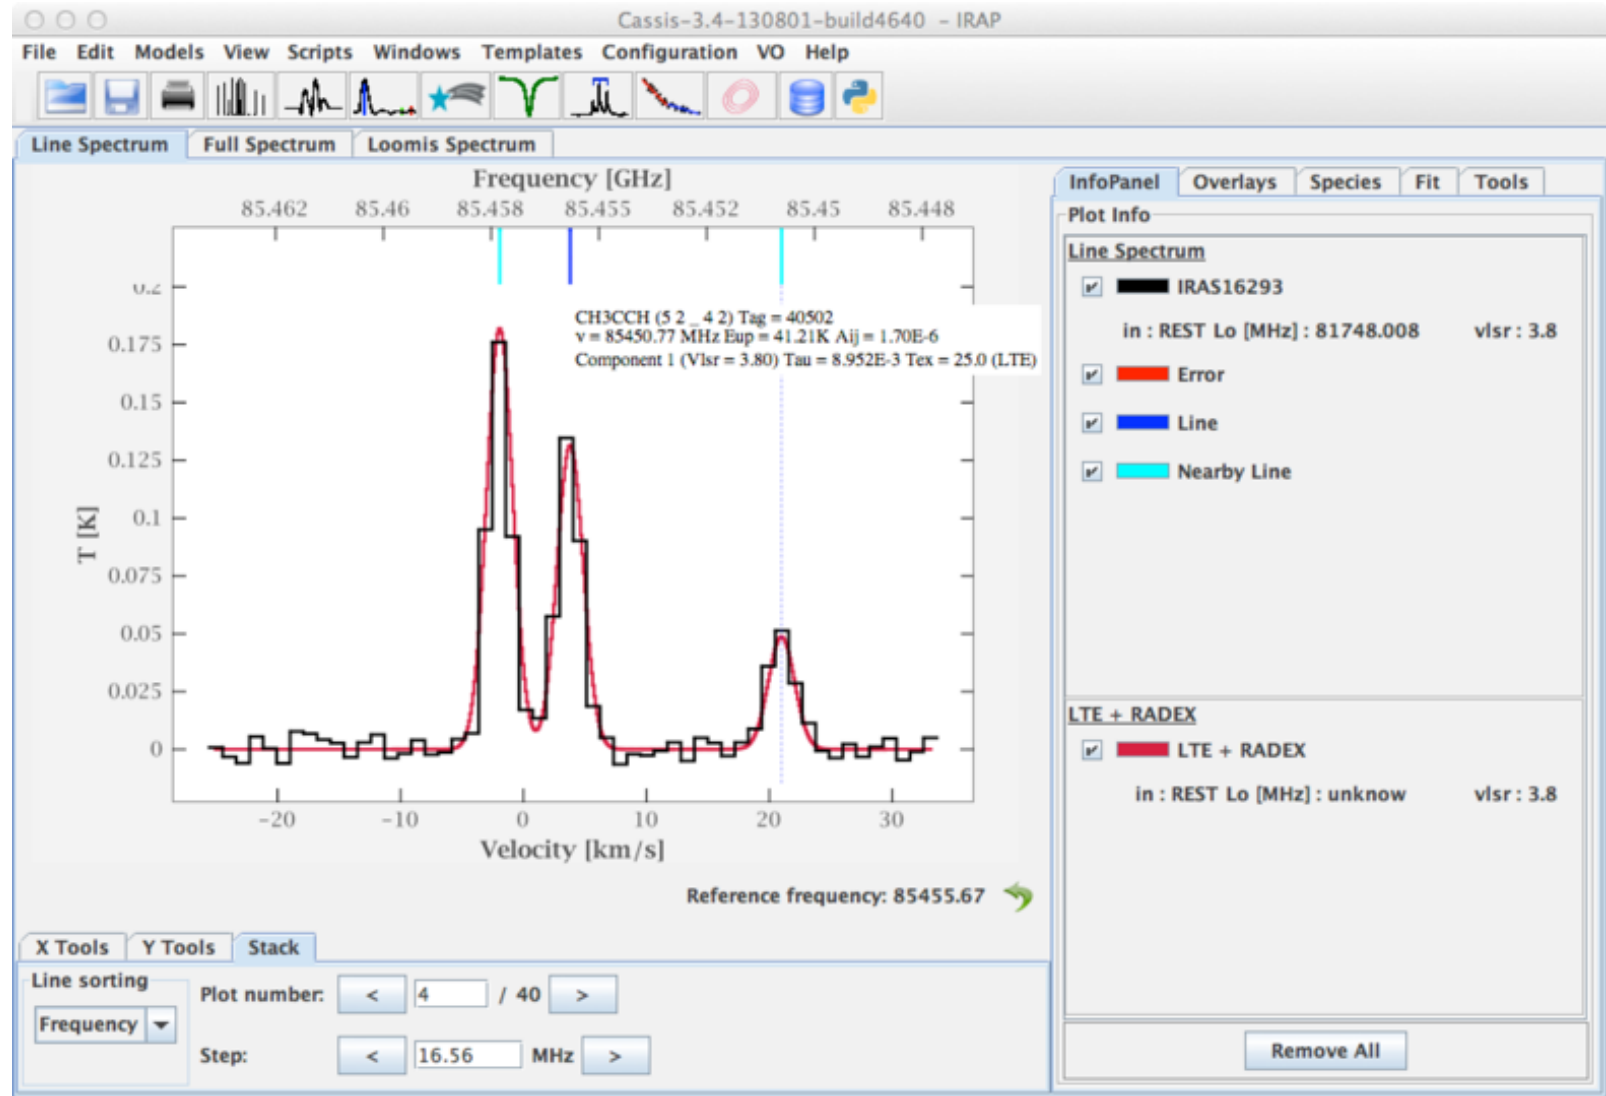 Cassis-3.4-130801-build4640 - IRAP
File Edit Models View Scripts Windows Templates Configuration VO Help
Line Spectrum Full Spectrum Loomis Spectrum
Frequency [GHz]
85.462 85.46 85.458 85.455 85.452 85.45 85.448
0.2
0.175
0.15
0.125
0.1
0.075
0.05
0.025
0
T [K]
CH3CCH (5 2 _ 4 2) Tag = 40502
ν = 85450.77 MHz Eup = 41.21K Aij = 1.70E-6
Component 1 (Vlsr = 3.80) Tau = 8.952E-3 Tex = 25.0 (LTE)
-20 -10 0 10 20 30
Velocity [km/s]
Reference frequency: 85455.67
X Tools Y Tools Stack
Line sorting
Frequency
Plot number: < 4 / 40 >
Step: < 16.56 MHz >
InfoPanel Overlays Species Fit Tools
Plot Info
Line Spectrum
IRAS16293
in : REST Lo [MHz] : 81748.008 vlsr : 3.8
Error
Line
Nearby Line
LTE + RADEX
LTE + RADEX
in : REST Lo [MHz] : unknow vlsr : 3.8
Remove All